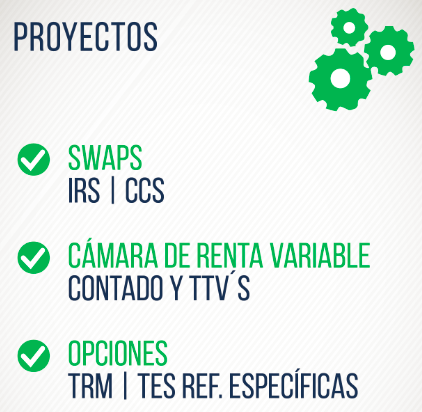 PROYECTOS
SWAPS
IRS | CCS
CÁMARA DE RENTA VARIABLE
CONTADO Y TTV´S
OPCIONES
TRM | TES REF. ESPECÍFICAS